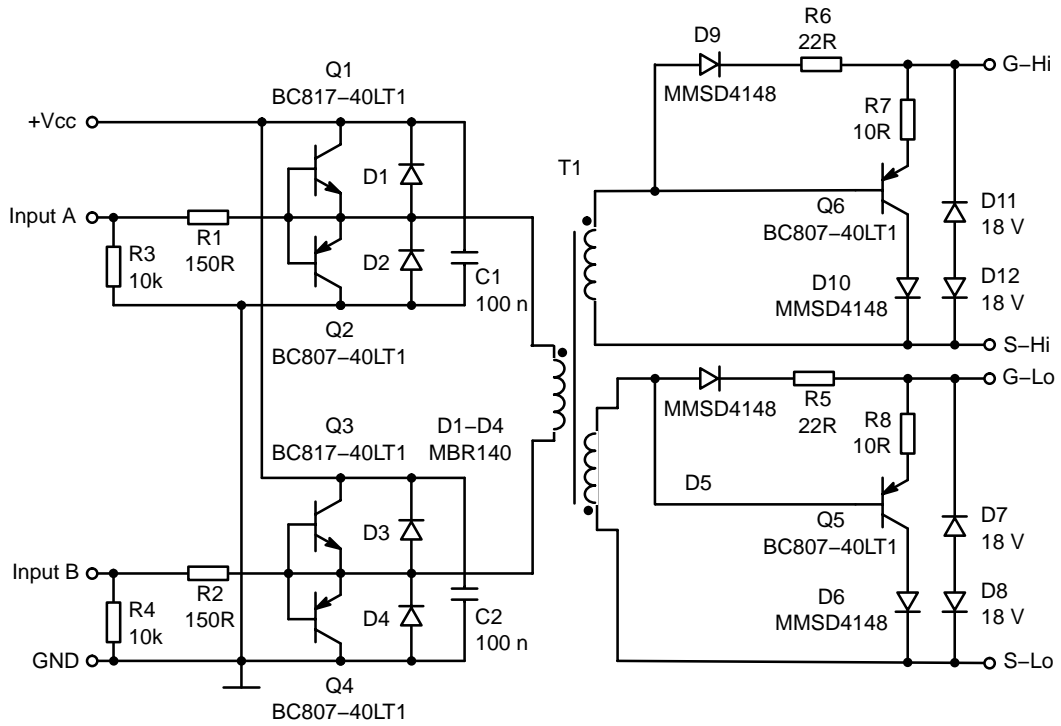 R6
22R
D9
MMSD4148
G–Hi
Q1
BC817–40LT1
R7
10R
+Vcc
T1
D1
Input A
R1
150R
R3
10k
D2
C1
100 n
Q6
BC807–40LT1
D11
18 V
D10
MMSD4148
D12
18 V
Q2
BC807–40LT1
S–Hi
G–Lo
MMSD4148
R5
22R
R8
10R
Q3
BC817–40LT1
D1–D4
MBR140
D5
D3
Q5
BC807–40LT1
D7
18 V
Input B
R2
150R
R4
10k
D4
C2
100 n
D6
MMSD4148
D8
18 V
GND
S–Lo
Q4
BC807–40LT1